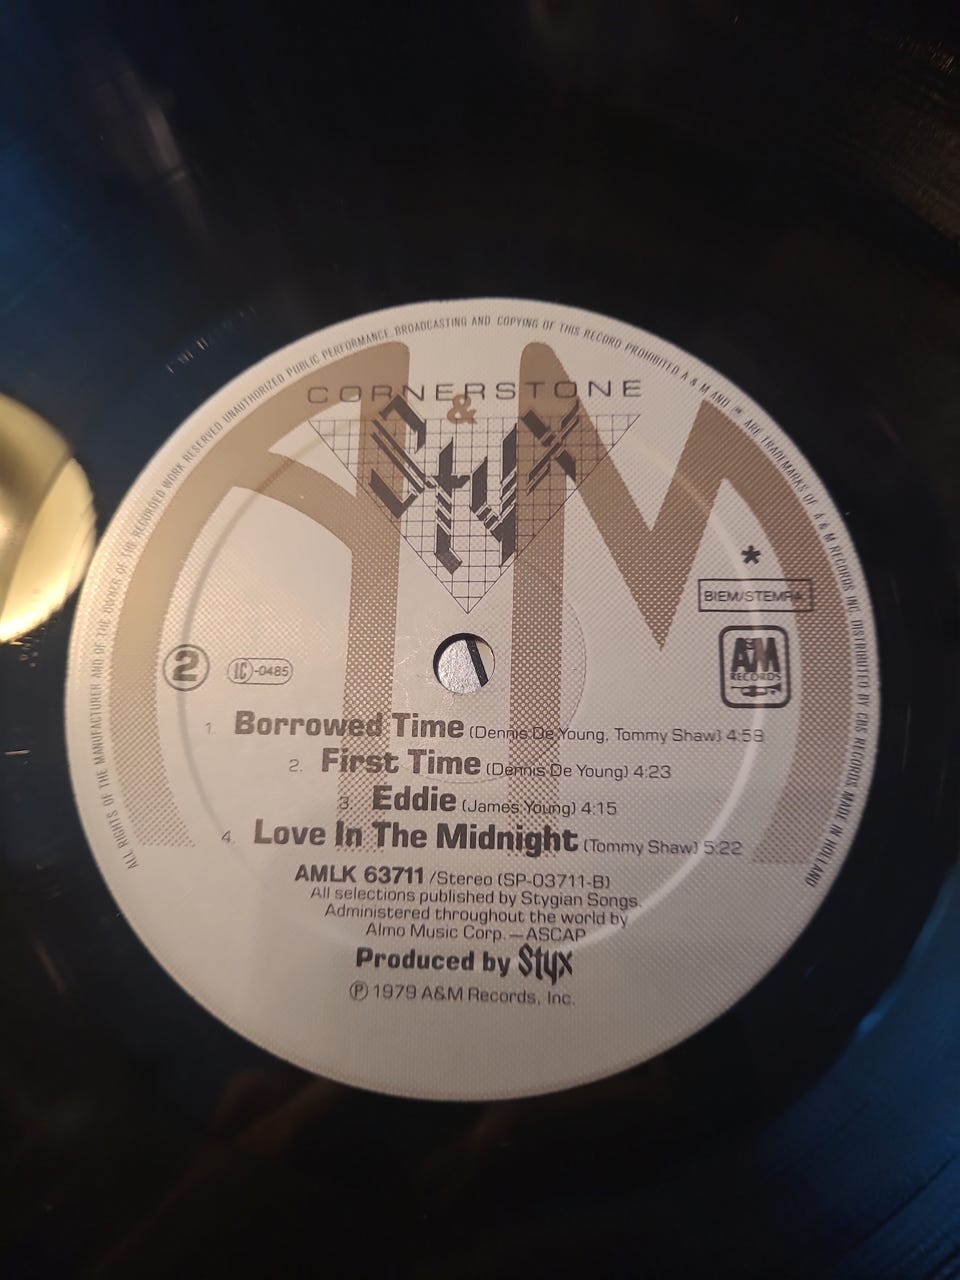 ALL RIGHTS OF THE MANUFACTURER AND OF THE OWNER OF THE RECORDED WORK RESERVED UNAUTHORIZED PUBLIC PERFORMANCE BROADCASTING AND COPYING OF THIS RECORD PROHIBITED A & M AND ARE TRADEMARKS OF A & M RECORDS INC. DISTRIBUTED BY CBS RECORDS MADE IN HOLLAND
CORNERSTONE
A&M
Styx
*
BIEM/STEMRA
A&M
RECORDS
2
LC-0485
1. Borrowed Time (Dennis De Young, Tommy Shaw) 4:58
2. First Time (Dennis De Young) 4:23
3. Eddie (James Young) 4:15
4. Love In The Midnight (Tommy Shaw) 5:22
AMLK 63711 /Stereo (SP-03711-B)
All selections published by Stygian Songs.
Administered throughout the world by
Almo Music Corp.—ASCAP
Produced by Styx
℗ 1979 A&M Records, Inc.